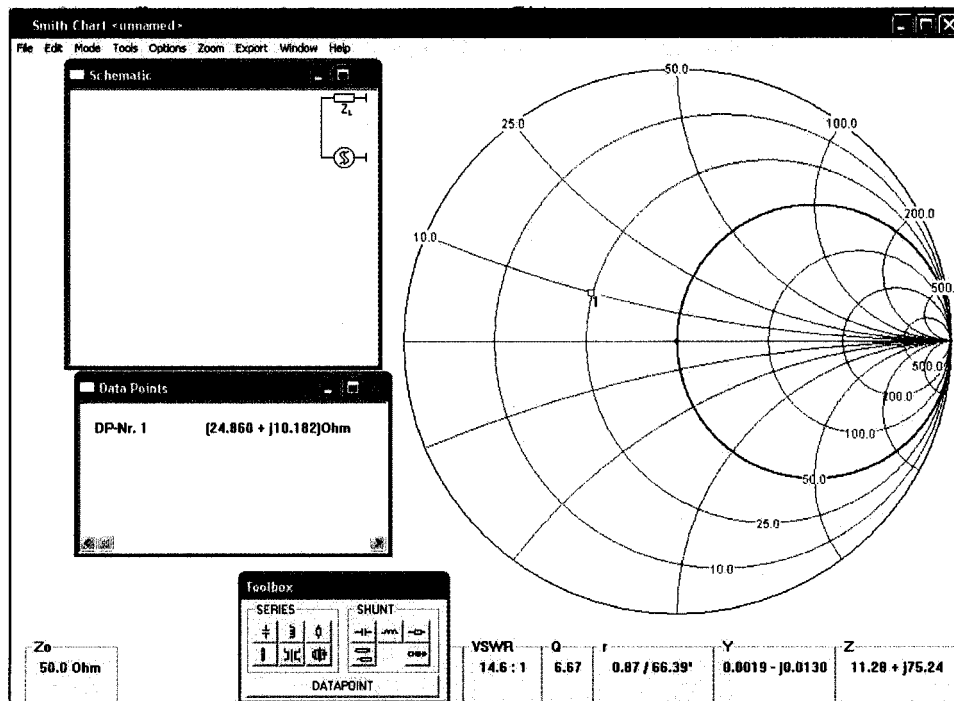 Smith Chart <unnamed>
File Edit Mode Tools Options Zoom Export Window Help
Schematic
ZL
Data Points
DP-Nr. 1 (24.860 + j10.182)Ohm
50.0
25.0
100.0
10.0
200.0
500.
1
500.0
200.0
100.0
50.0
25.0
10.0
Toolbox
SERIES
SHUNT
DATAPOINT
Zo
50.0 Ohm
VSWR Q r Y Z
14.6 : 1 6.67 0.87 / 66.39° 0.0019 - j0.0130 11.28 + j75.24